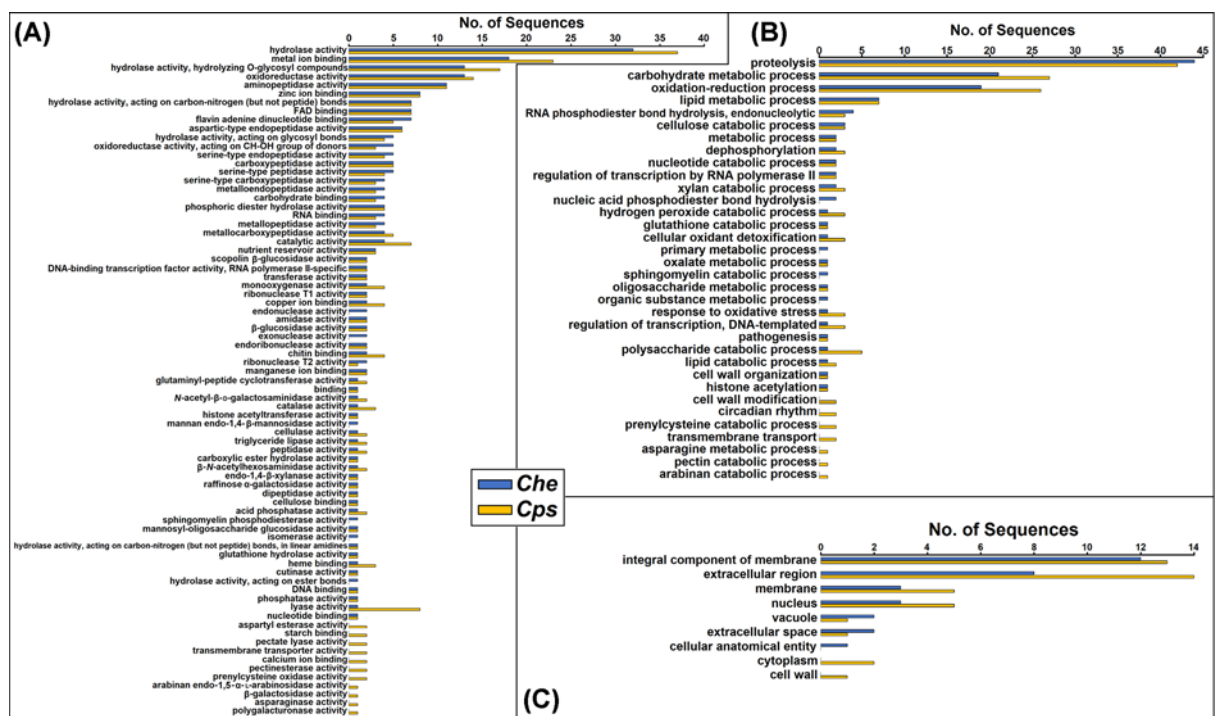 (A)
No. of Sequences
0 5 10 15 20 25 30 35 40
hydrolase activity
metal ion binding
hydrolase activity, hydrolyzing O-glycosyl compounds
oxidoreductase activity
aminopeptidase activity
zinc ion binding
hydrolase activity, acting on carbon-nitrogen (but not peptide) bonds
FAD binding
flavin adenine dinucleotide binding
aspartic-type endopeptidase activity
hydrolase activity, acting on glycosyl bonds
oxidoreductase activity, acting on CH-OH group of donors
serine-type endopeptidase activity
carboxypeptidase activity
serine-type peptidase activity
serine-type carboxypeptidase activity
metalloendopeptidase activity
carbohydrate binding
phosphoric diester hydrolase activity
RNA binding
metallopeptidase activity
metallocarboxypeptidase activity
catalytic activity
nutrient reservoir activity
scopolin β-glucosidase activity
DNA-binding transcription factor activity, RNA polymerase II-specific
transferase activity
monooxygenase activity
ribonuclease T1 activity
copper ion binding
endonuclease activity
amidase activity
β-glucosidase activity
exonuclease activity
endoribonuclease activity
chitin binding
ribonuclease T2 activity
manganese ion binding
glutaminyl-peptide cyclotransferase activity
binding
N-acetyl-β-D-galactosaminidase activity
catalase activity
histone acetyltransferase activity
mannan endo-1,4-β-mannosidase activity
cellulase activity
triglyceride lipase activity
peptidase activity
carboxylic ester hydrolase activity
β-N-acetylhexosaminidase activity
endo-1,4-β-xylanase activity
raffinose α-galactosidase activity
dipeptidase activity
cellulose binding
acid phosphatase activity
sphingomyelin phosphodiesterase activity
mannosyl-oligosaccharide glucosidase activity
isomerase activity
hydrolase activity, acting on carbon-nitrogen (but not peptide) bonds, in linear amidines
glutathione hydrolase activity
heme binding
cutinase activity
hydrolase activity, acting on ester bonds
DNA binding
phosphatase activity
lyase activity
nucleotide binding
aspartyl esterase activity
starch binding
pectate lyase activity
transmembrane transporter activity
calcium ion binding
pectinesterase activity
prenylcysteine oxidase activity
arabinan endo-1,5-α-L-arabinosidase activity
β-galactosidase activity
asparaginase activity
polygalacturonase activity
Che
Cps
(B)
No. of Sequences
0 5 10 15 20 25 30 35 40 45
proteolysis
carbohydrate metabolic process
oxidation-reduction process
lipid metabolic process
RNA phosphodiester bond hydrolysis, endonucleolytic
cellulose catabolic process
metabolic process
dephosphorylation
nucleotide catabolic process
regulation of transcription by RNA polymerase II
xylan catabolic process
nucleic acid phosphodiester bond hydrolysis
hydrogen peroxide catabolic process
glutathione catabolic process
cellular oxidant detoxification
primary metabolic process
oxalate metabolic process
sphingomyelin catabolic process
oligosaccharide metabolic process
organic substance metabolic process
response to oxidative stress
regulation of transcription, DNA-templated
pathogenesis
polysaccharide catabolic process
lipid catabolic process
cell wall organization
histone acetylation
cell wall modification
circadian rhythm
prenylcysteine catabolic process
transmembrane transport
asparagine metabolic process
pectin catabolic process
arabinan catabolic process
No. of Sequences
0 2 4 6 8 10 12 14
integral component of membrane
extracellular region
membrane
nucleus
vacuole
extracellular space
cellular anatomical entity
cytoplasm
cell wall
(C)